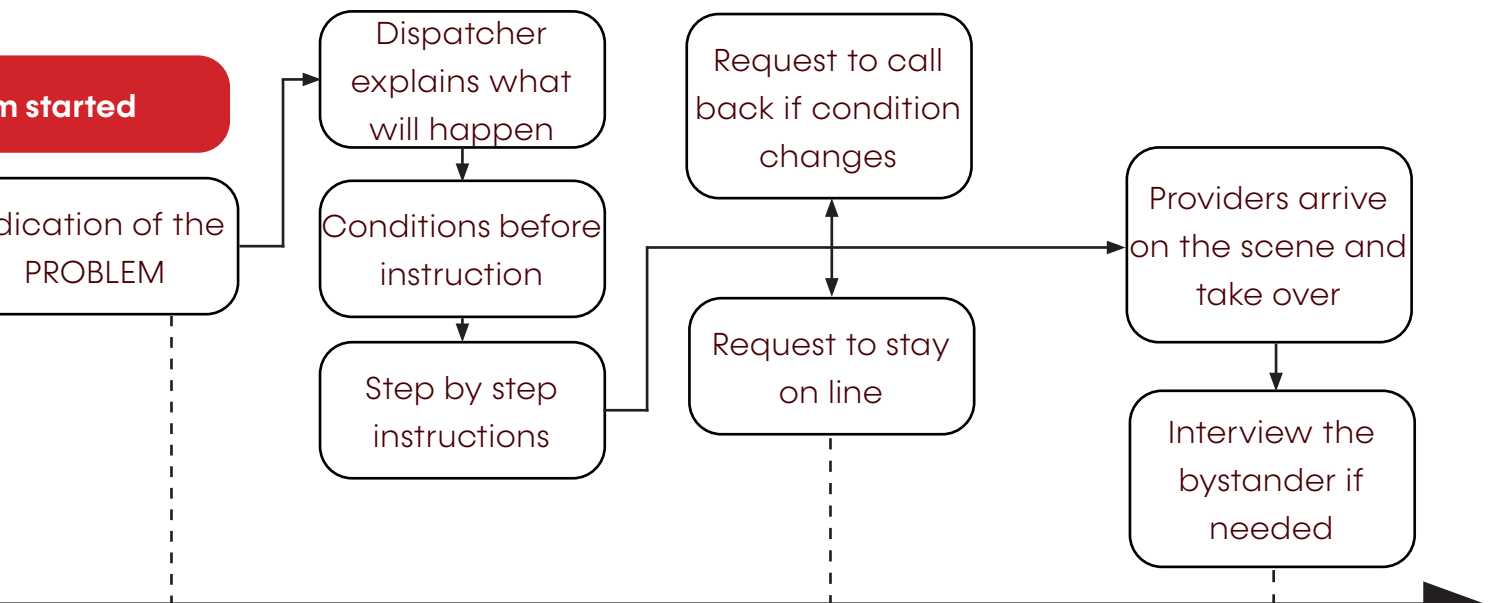 m started
dication of the
PROBLEM
Dispatcher
explains what
will happen
Conditions before
instruction
Step by step
instructions
Request to call
back if condition
changes
Request to stay
on line
Providers arrive
on the scene and
take over
Interview the
bystander if
needed